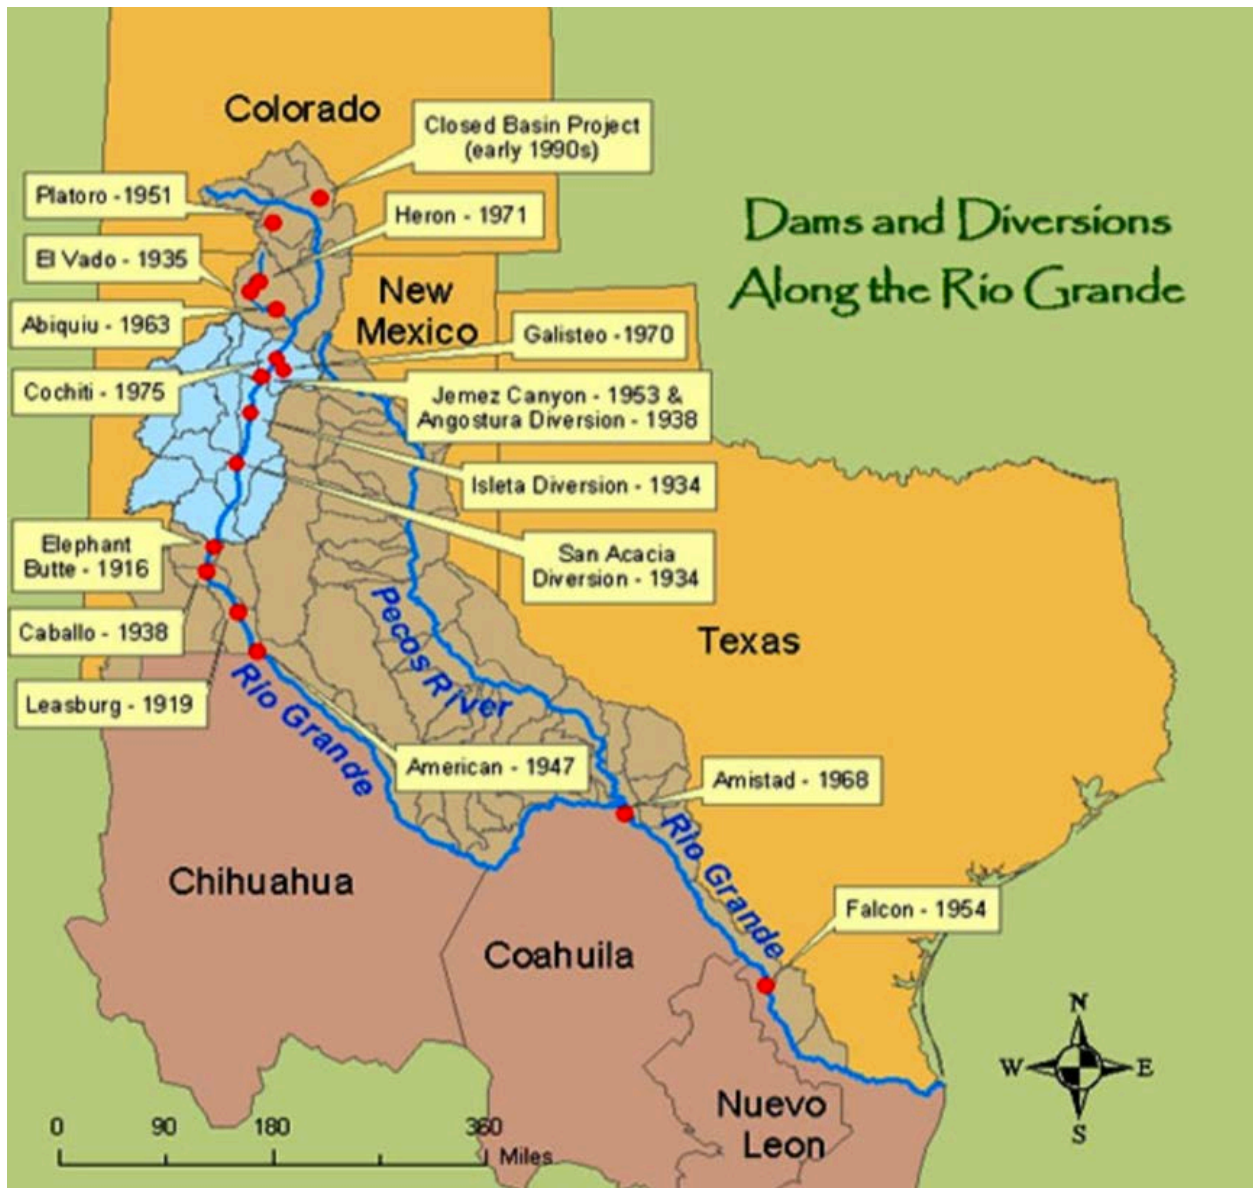 Colorado
Closed Basin Project
(early 1990s)
Platoro - 1951
Heron - 1971
Dams and Diversions
Along the Rio Grande
El Vado - 1935
New
Mexico
Abiquiu - 1963
Galisteo - 1970
Cochiti - 1975
Jemez Canyon - 1953 &
Angostura Diversion - 1938
Isleta Diversion - 1934
Elephant
Butte - 1916
San Acacia
Diversion - 1934
Caballo - 1938
Pecos River
Texas
Leasburg - 1919
Rio Grande
American - 1947
Amistad - 1968
Rio Grande
Chihuahua
Falcon - 1954
Coahuila
N
W
E
S
Nuevo
Leon
0 90 180 360
Miles